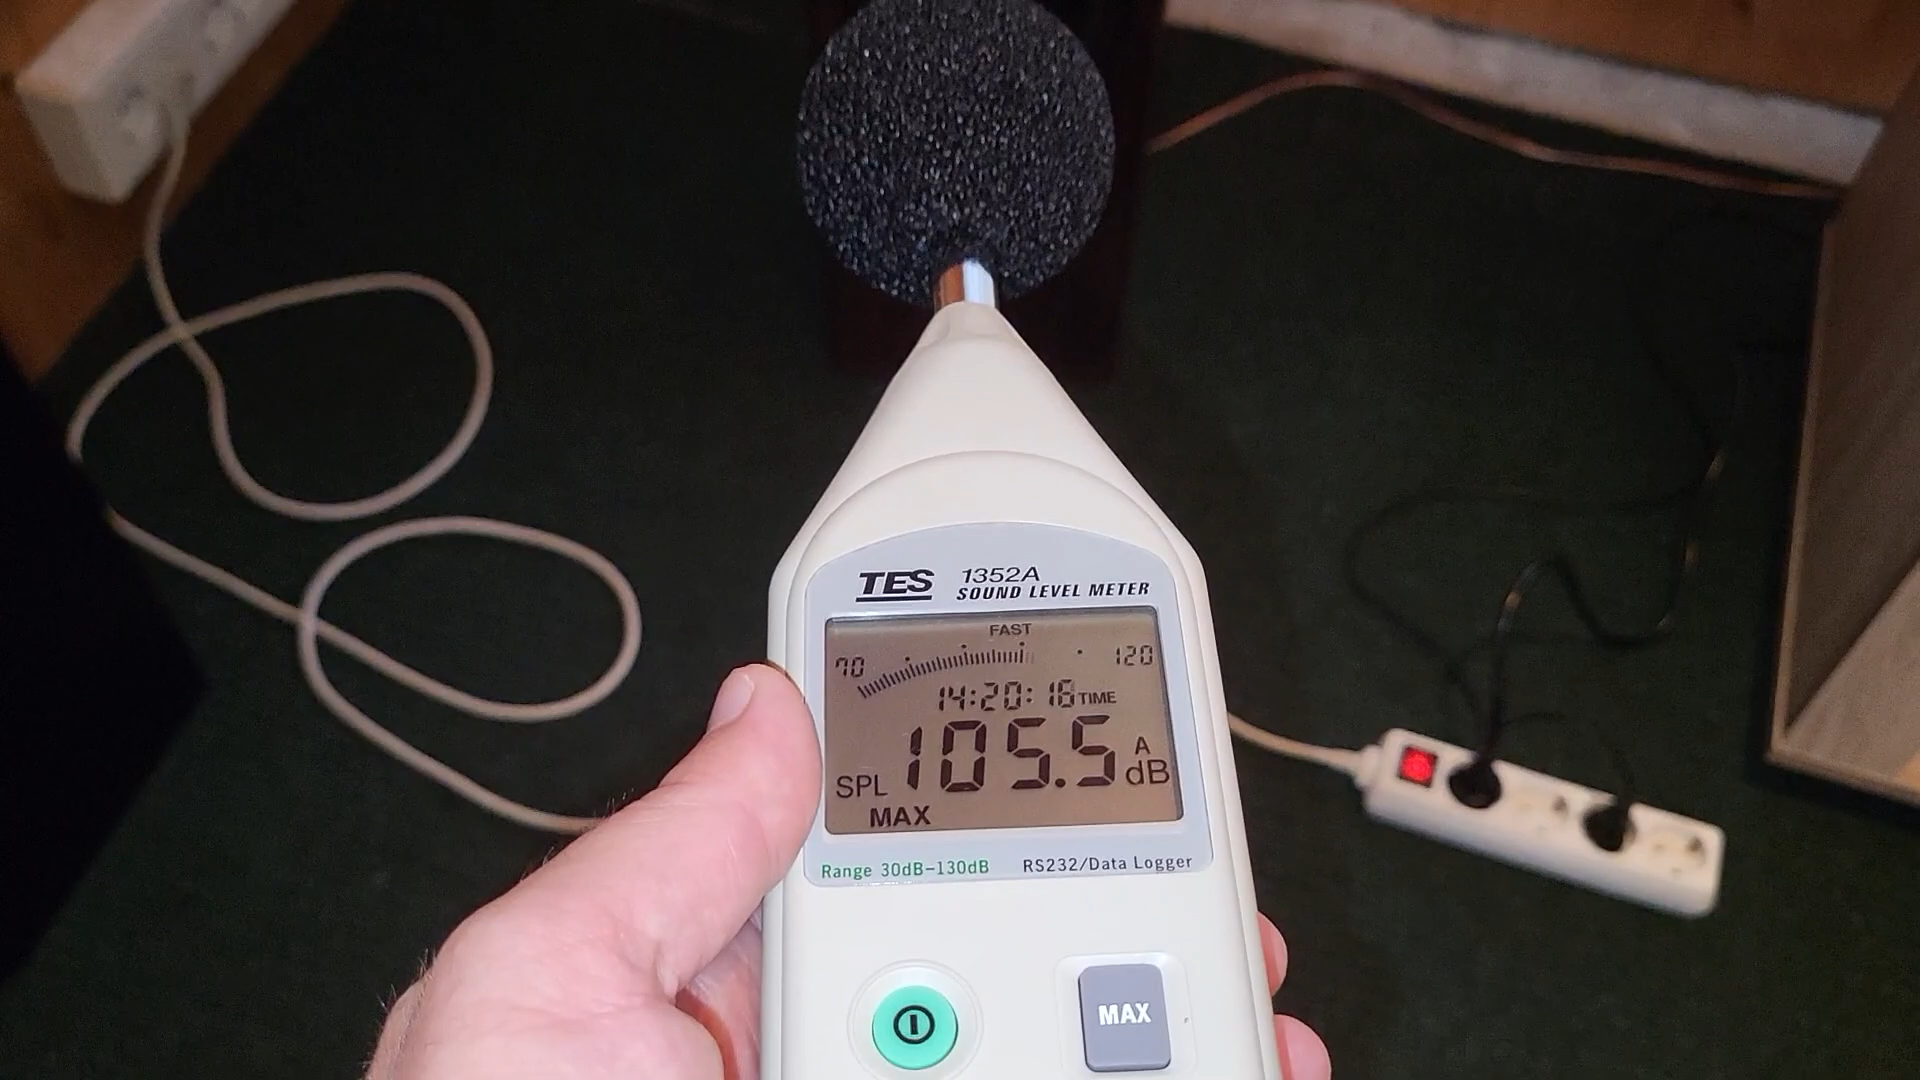 TES 1352A
SOUND LEVEL METER
FAST
70 120
14:20:16 TIME
SPL 105.5 A dB
MAX
Range 30dB-130dB RS232/Data Logger
MAX